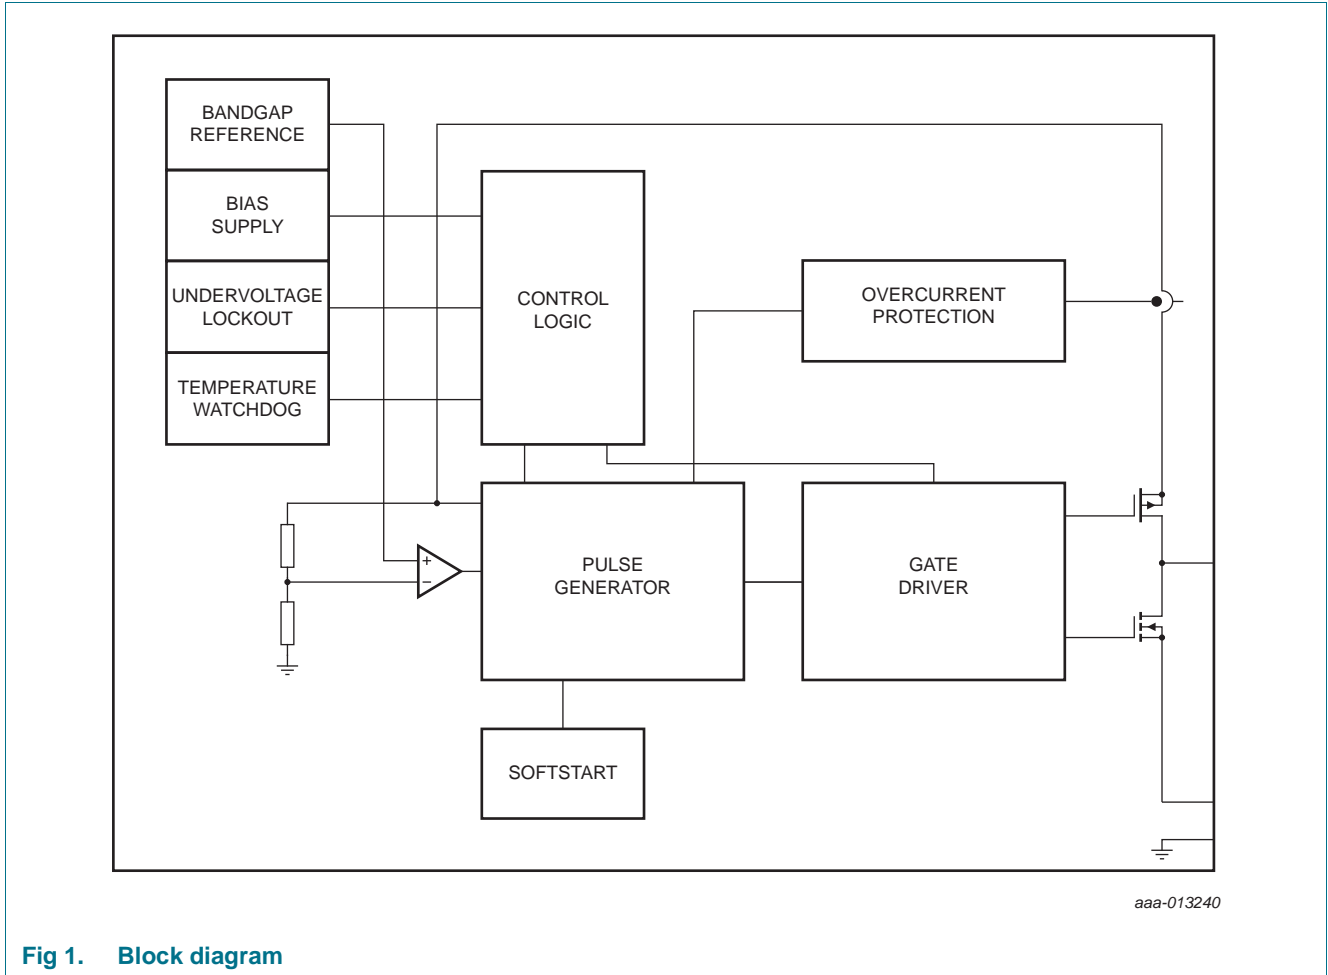 BANDGAP
REFERENCE
BIAS
SUPPLY
UNDERVOLTAGE
LOCKOUT
TEMPERATURE
WATCHDOG
CONTROL
LOGIC
OVERCURRENT
PROTECTION
+
−
PULSE
GENERATOR
GATE
DRIVER
SOFTSTART
aaa-013240
Fig 1. Block diagram